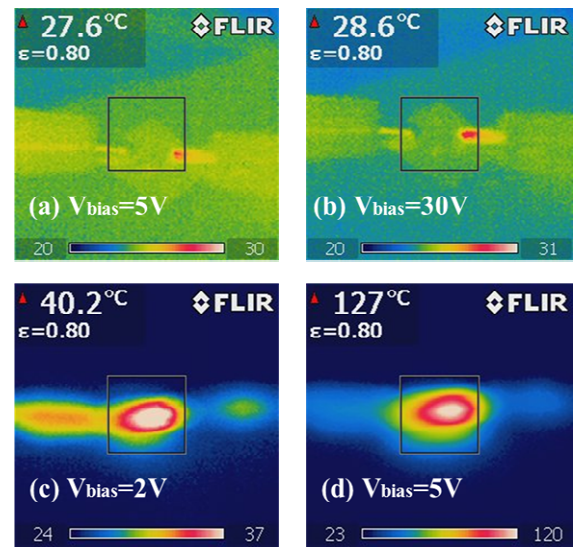 27.6°C FLIR
ε=0.80
(a) Vbias=5V
20 30
28.6°C FLIR
ε=0.80
(b) Vbias=30V
20 31
40.2°C FLIR
ε=0.80
(c) Vbias=2V
24 37
127°C FLIR
ε=0.80
(d) Vbias=5V
23 120